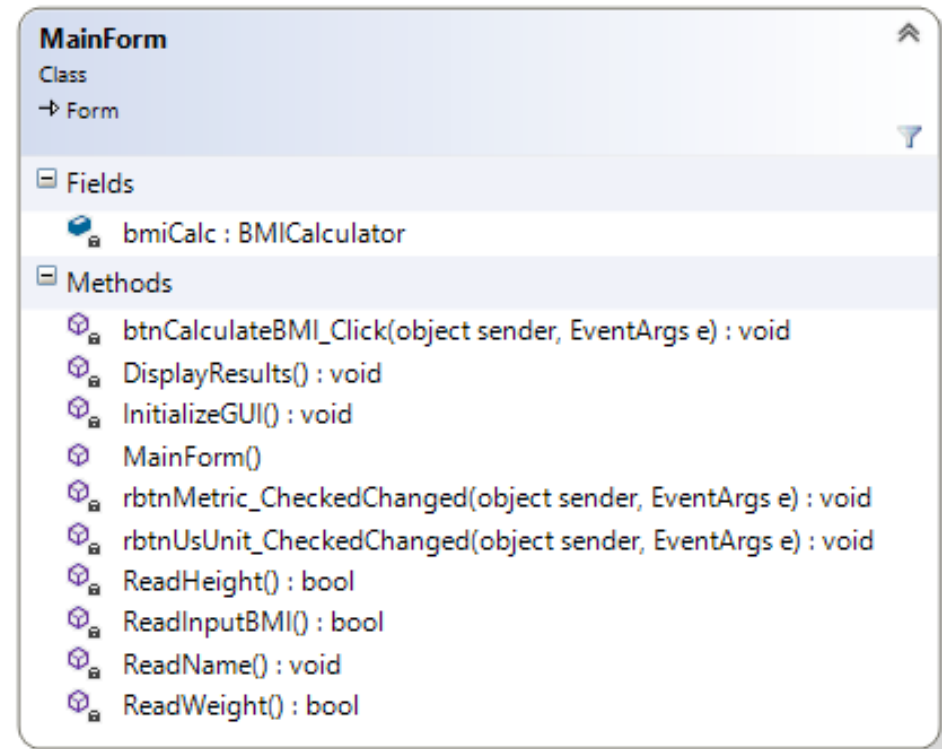 MainForm
Class
Form
Fields
bmiCalc : BMICalculator
Methods
btnCalculateBMI_Click(object sender, EventArgs e) : void
DisplayResults() : void
InitializeGUI() : void
MainForm()
rbtnMetric_CheckedChanged(object sender, EventArgs e) : void
rbtnUsUnit_CheckedChanged(object sender, EventArgs e) : void
ReadHeight() : bool
ReadInputBMI() : bool
ReadName() : void
ReadWeight() : bool